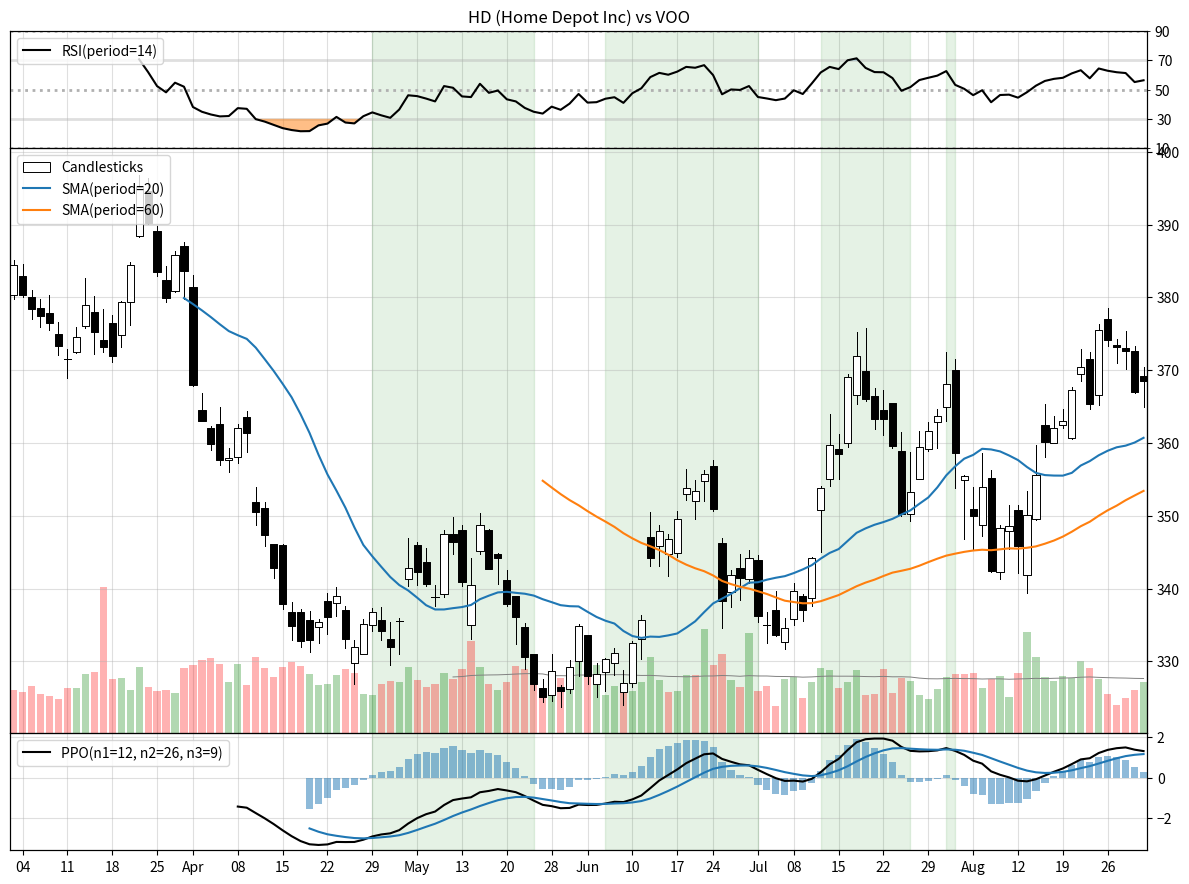 HD (Home Depot Inc) vs VOO
RSI(period=14)
90
70
50
30
10
Candlesticks
SMA(period=20)
SMA(period=60)
400
390
380
370
360
350
340
330
PPO(n1=12, n2=26, n3=9)
2
0
−2
04 11 18 25 Apr 08 15 22 29 May 13 20 28 Jun 10 17 24 Jul 08 15 22 29 Aug 12 19 26